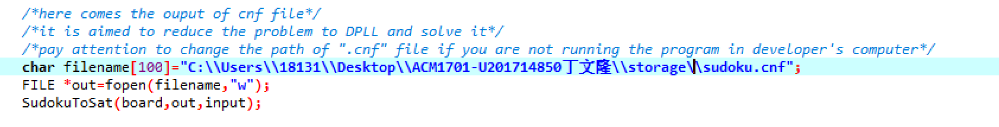 /*here comes the ouput of cnf file*/
/*it is aimed to reduce the problem to DPLL and solve it*/
/*pay attention to change the path of ".cnf" file if you are not running the program in developer's computer*/
char filename[100]="C:\\Users\\18131\\Desktop\\ACM1701-U201714850丁文隆\\storage\\sudoku.cnf";
FILE *out=fopen(filename,"w");
SudokuToSat(board,out,input);